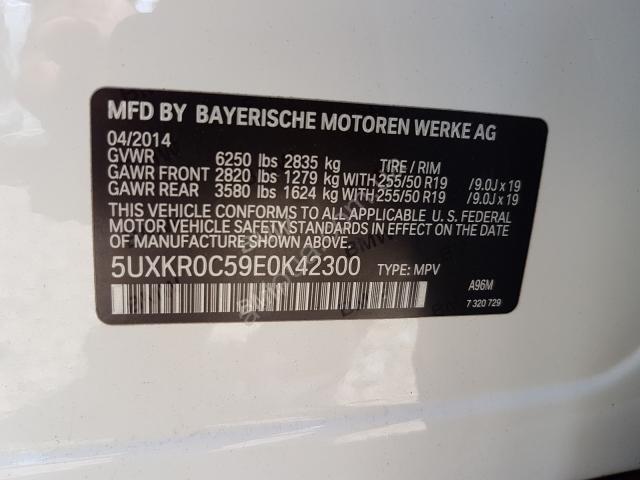 MFD BY BAYERISCHE MOTOREN WERKE AG
04/2014
GVWR 6250 lbs 2835 kg TIRE / RIM
GAWR FRONT 2820 lbs 1279 kg WITH 255/50 R19 /9.0J x 19
GAWR REAR 3580 lbs 1624 kg WITH 255/50 R19 /9.0J x 19
THIS VEHICLE CONFORMS TO ALL APPLICABLE U.S. FEDERAL
MOTOR VEHICLE SAFETY STANDARDS IN EFFECT ON THE DATE
OF MANUFACTURE SHOWN ABOVE.
5UXKR0C59E0K42300 TYPE: MPV A96M
7 320 729